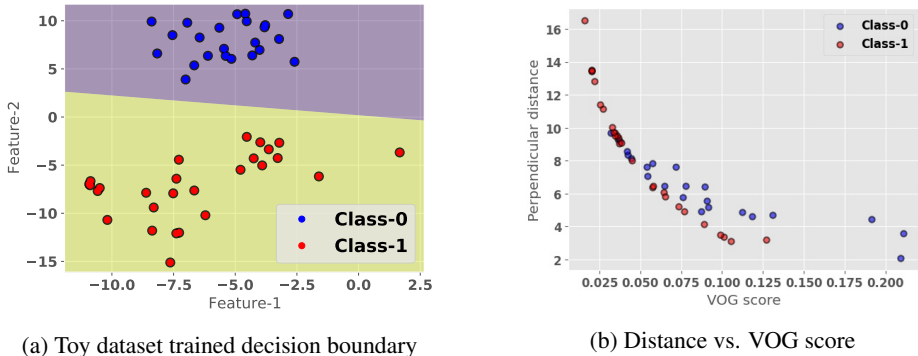 10
5
0
−5
−10
−15
Feature-2
Class-0
Class-1
−10.0 −7.5 −5.0 −2.5 0.0 2.5
Feature-1
(a) Toy dataset trained decision boundary
16
14
12
10
8
6
4
2
Perpendicular distance
Class-0
Class-1
0.025 0.050 0.075 0.100 0.125 0.150 0.175 0.200
VOG score
(b) Distance vs. VOG score